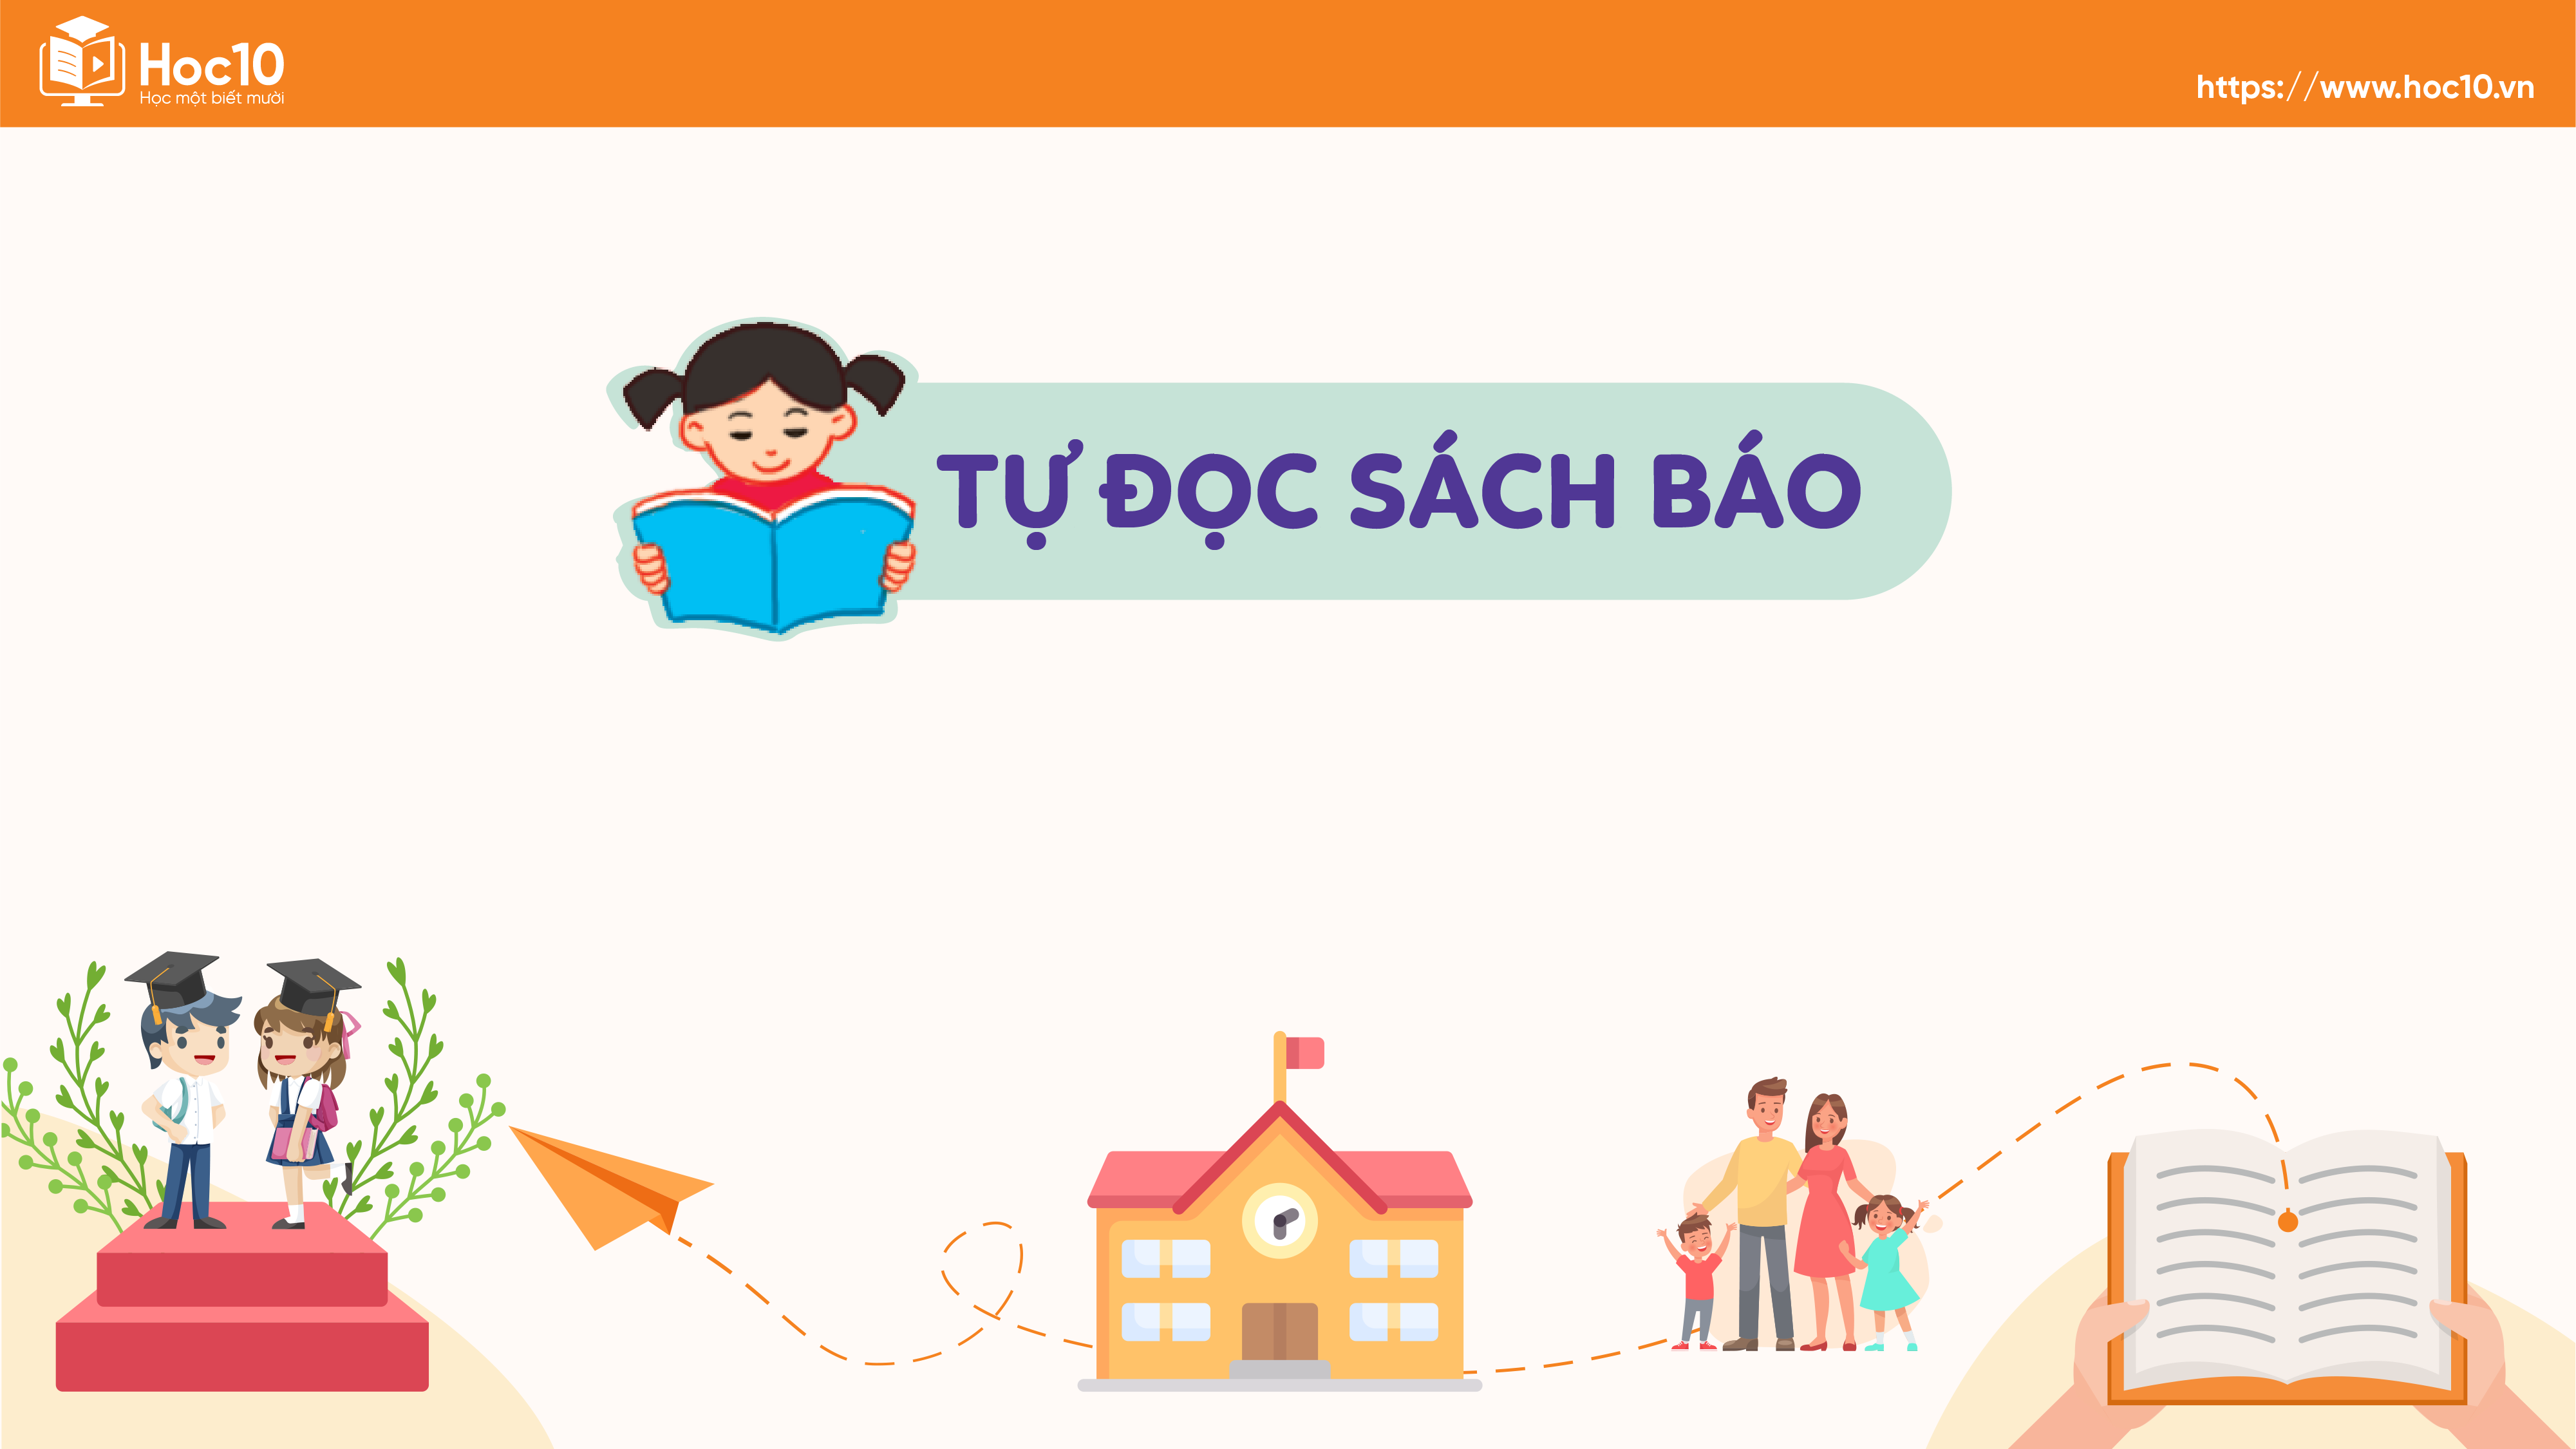 Hoc10
Học một biết mười
https://www.hoc10.vn
TỰ ĐỌC SÁCH BÁO